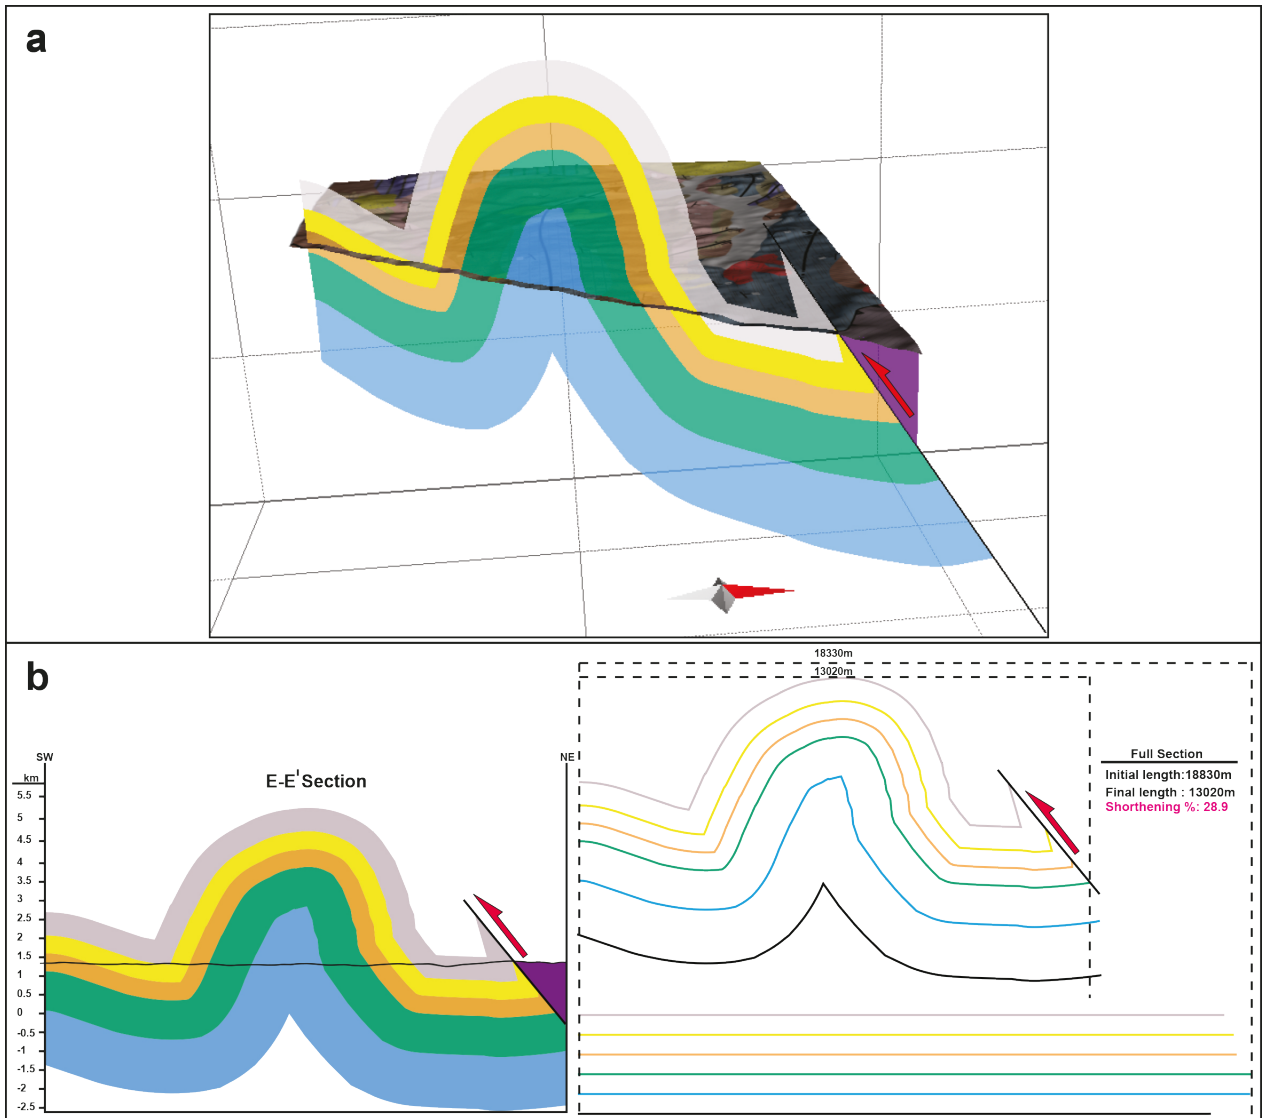 a
b
18330m
13020m
SW
NE
km
E-E' Section
5.5
5
4.5
4
3.5
3
2.5
2
1.5
1
0.5
0
-0.5
-1
-1.5
-2
-2.5
Full Section
Initial length:18830m
Final length : 13020m
Shorthening %: 28.9